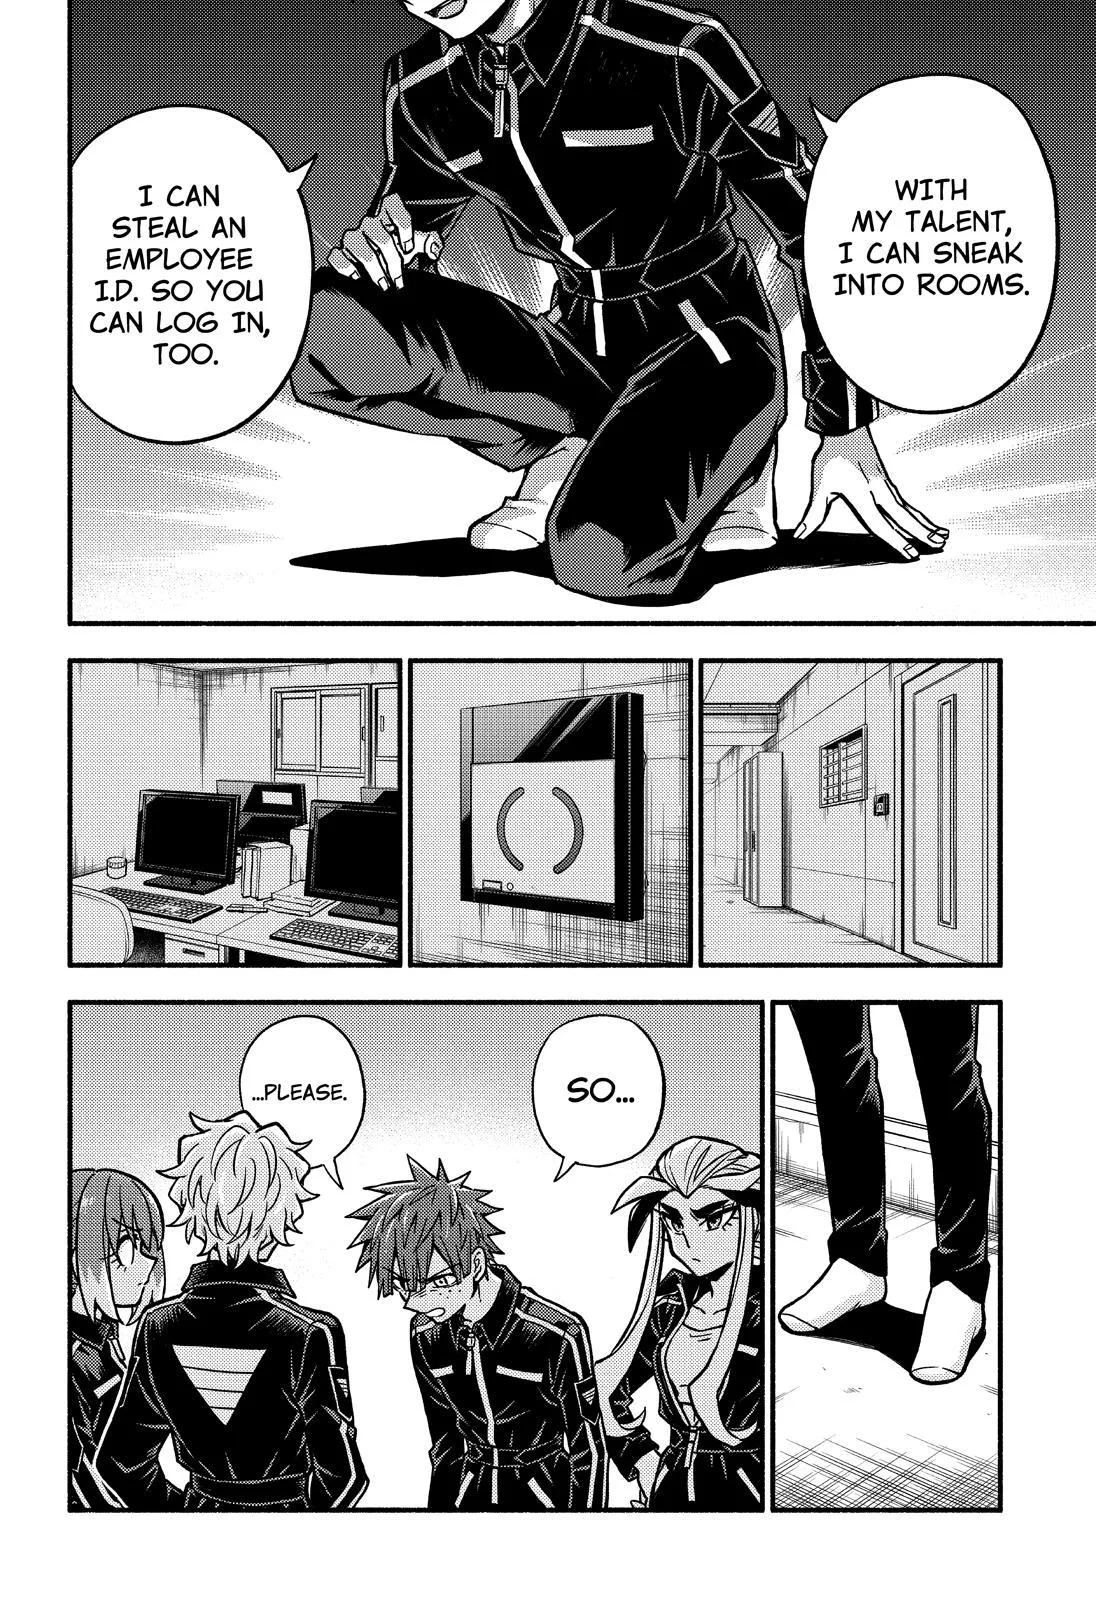 WITH
MY TALENT,
I CAN SNEAK
INTO ROOMS.
I CAN
STEAL AN
EMPLOYEE
I.D. SO YOU
CAN LOG IN,
TOO.
SO...
...PLEASE.